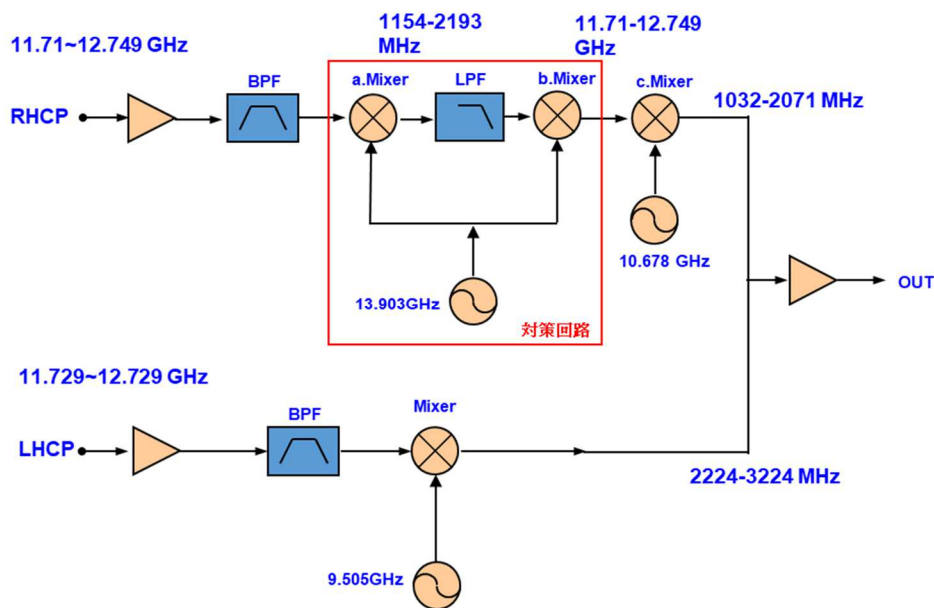 1154-2193
MHz
11.71-12.749
GHz
11.71~12.749 GHz
BPF
a.Mixer
LPF
b.Mixer
c.Mixer
1032-2071 MHz
RHCP
10.678 GHz
13.903GHz
対策回路
OUT
11.729~12.729 GHz
BPF
Mixer
LHCP
2224-3224 MHz
9.505GHz